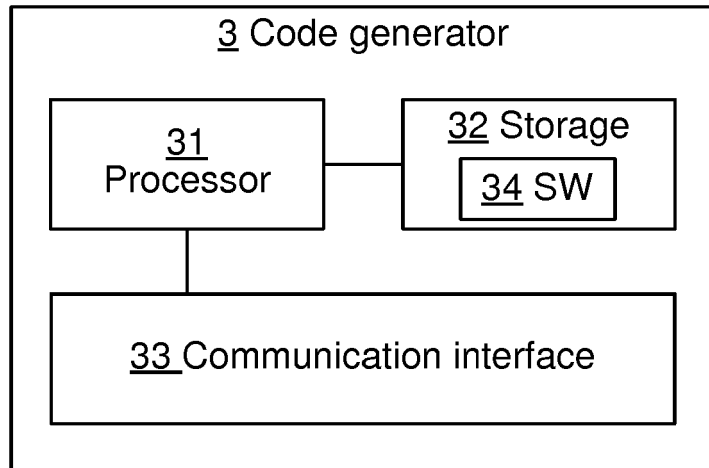 3 Code generator
31
Processor
32 Storage
34 SW
33 Communication interface